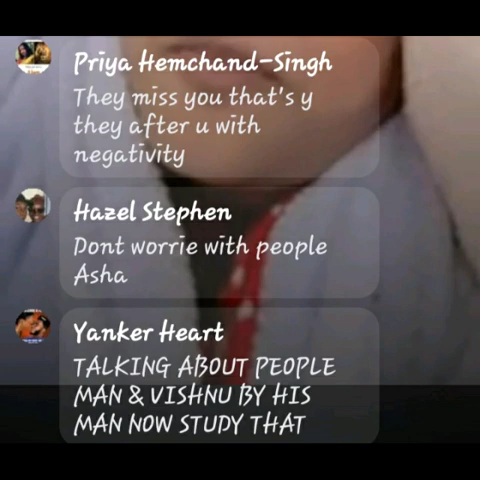 Priya Hemchand-Singh
They miss you that's y
they after u with
negativity
Hazel Stephen
Dont worrie with people
Asha
Yanker Heart
TALKING ABOUT PEOPLE
MAN & VISHNU BY HIS
MAN NOW STUDY THAT